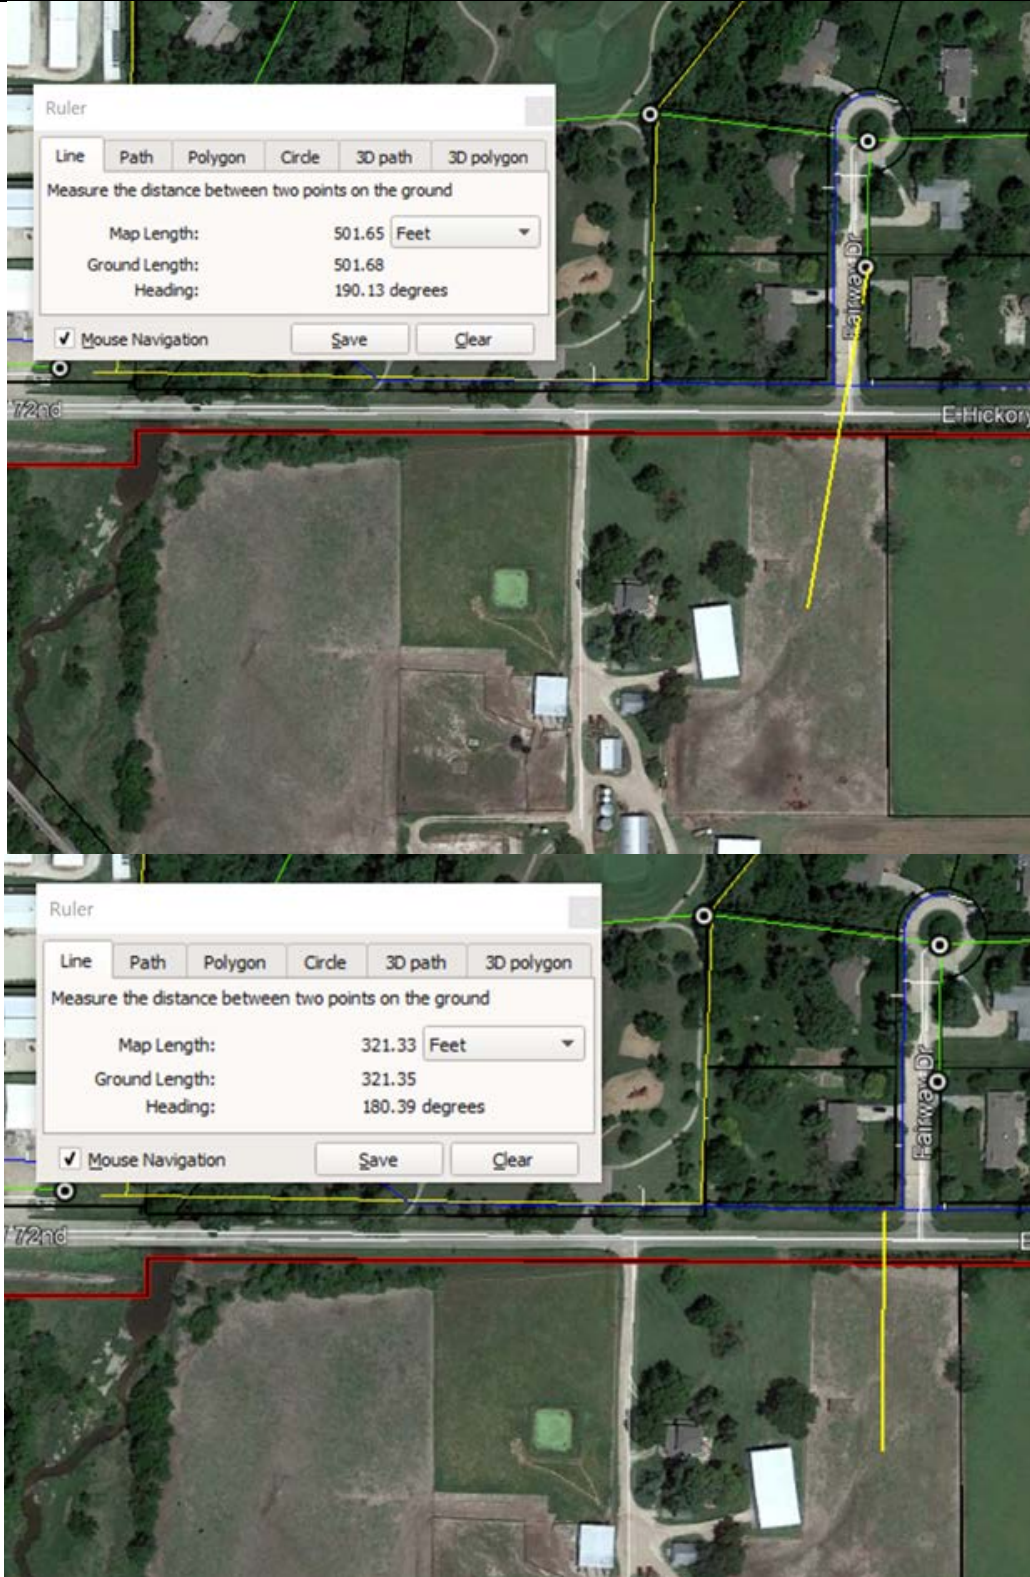 Ruler
Line Path Polygon Circle 3D path 3D polygon
Measure the distance between two points on the ground
Map Length: 501.65 Feet
Ground Length: 501.68
Heading: 190.13 degrees
Mouse Navigation Save Clear
Fairway Dr
72nd
E Hickory
Ruler
Line Path Polygon Circle 3D path 3D polygon
Measure the distance between two points on the ground
Map Length: 321.33 Feet
Ground Length: 321.35
Heading: 180.39 degrees
Mouse Navigation Save Clear
Fairway Dr
72nd
E